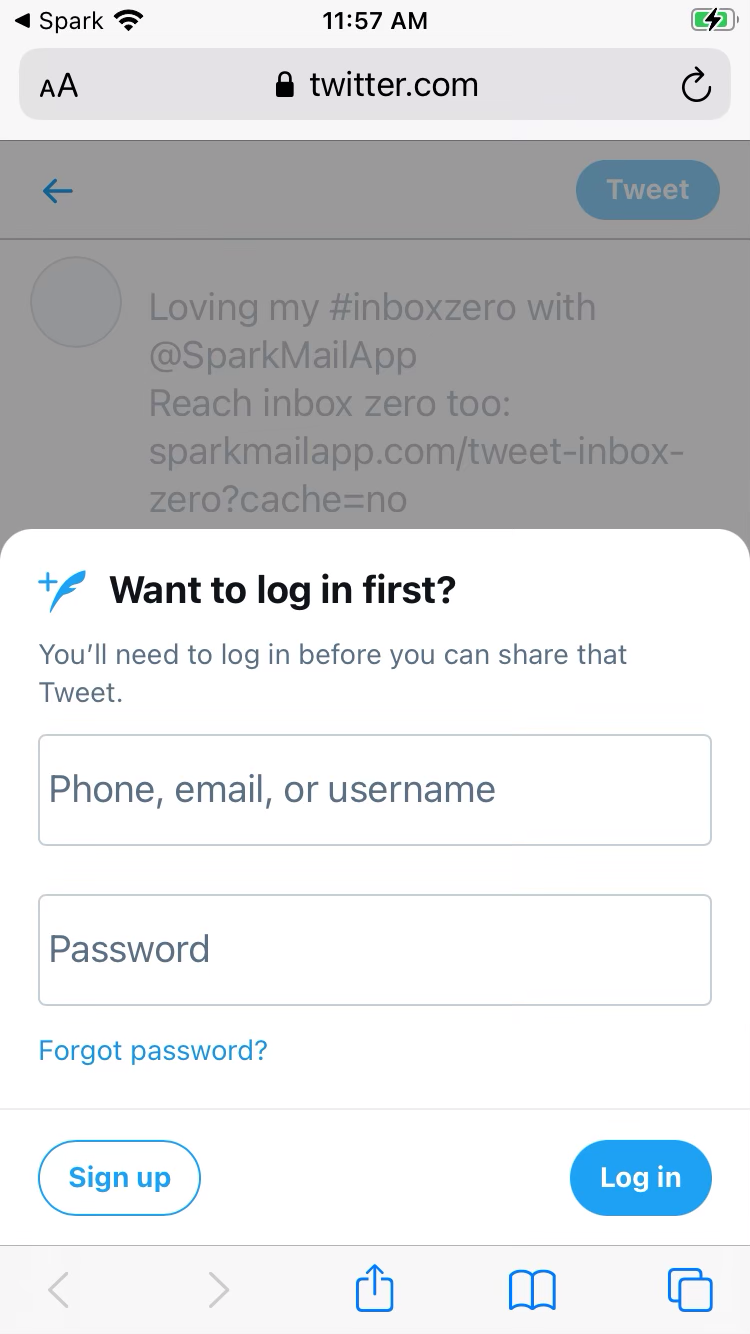 Spark
11:57 AM
AA
twitter.com
Tweet
Loving my #inboxzero with
@SparkMailApp
Reach inbox zero too:
sparkmailapp.com/tweet-inbox-
zero?cache=no
Want to log in first?
You’ll need to log in before you can share that
Tweet.
Phone, email, or username
Password
Forgot password?
Sign up
Log in